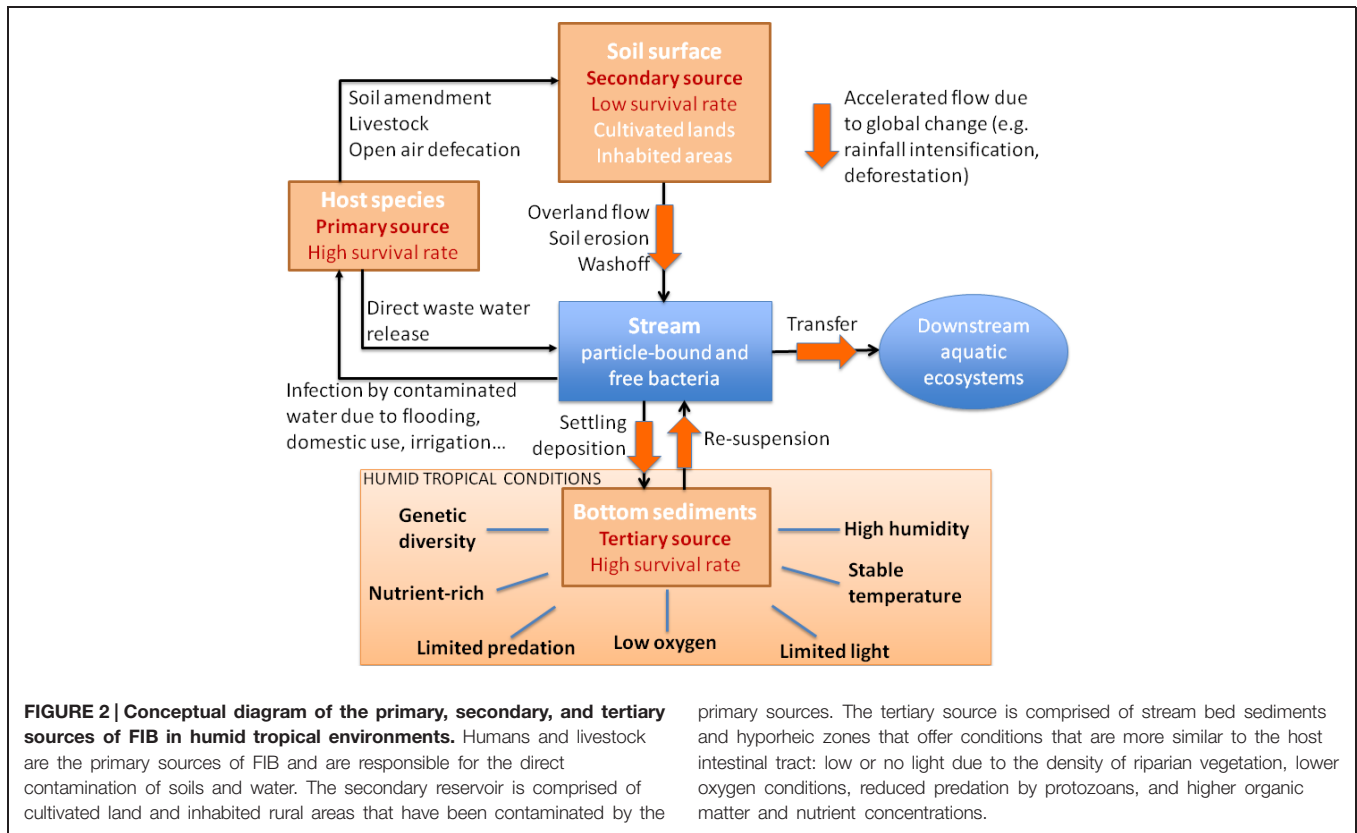 Soil surface
Secondary source
Low survival rate
Cultivated lands
Inhabited areas
Soil amendment
Livestock
Open air defecation
Accelerated flow due
to global change (e.g.
rainfall intensification,
deforestation)
Host species
Primary source
High survival rate
Overland flow
Soil erosion
Washoff
Direct waste water
release
Stream
particle-bound and
free bacteria
Transfer
Downstream
aquatic
ecosystems
Infection by contaminated
water due to flooding,
domestic use, irrigation...
Settling
deposition
Re-suspension
HUMID TROPICAL CONDITIONS
Bottom sediments
Tertiary source
High survival rate
Genetic
diversity
Nutrient-rich
Limited predation
Low oxygen
Limited light
Stable
temperature
High humidity
FIGURE 2 | Conceptual diagram of the primary, secondary, and tertiary
sources of FIB in humid tropical environments. Humans and livestock
are the primary sources of FIB and are responsible for the direct
contamination of soils and water. The secondary reservoir is comprised of
cultivated land and inhabited rural areas that have been contaminated by the
primary sources. The tertiary source is comprised of stream bed sediments
and hyporheic zones that offer conditions that are more similar to the host
intestinal tract: low or no light due to the density of riparian vegetation, lower
oxygen conditions, reduced predation by protozoans, and higher organic
matter and nutrient concentrations.